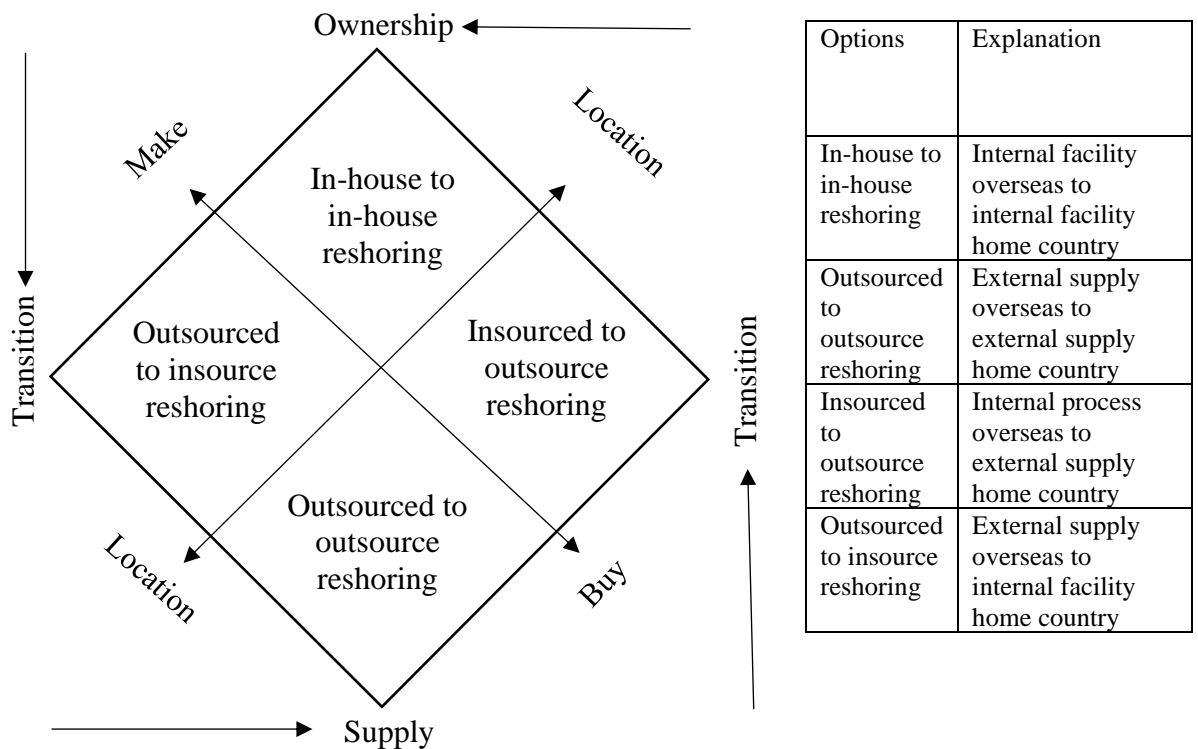 Ownership
Make
Location
In-house to
in-house
reshoring
Transition
Outsourced
to insource
reshoring
Insourced to
outsource
reshoring
Transition
Outsourced to
outsource
reshoring
Location
Buy
Supply
Options
Explanation
In-house to
in-house
reshoring
Internal facility
overseas to
internal facility
home country
Outsourced
to
outsource
reshoring
External supply
overseas to
external supply
home country
Insourced
to
outsource
reshoring
Internal process
overseas to
external supply
home country
Outsourced
to insource
reshoring
External supply
overseas to
internal facility
home country